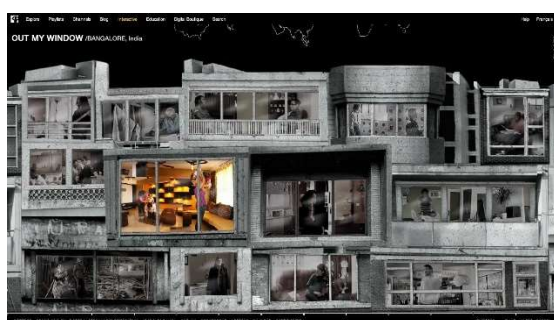 Explore Playlists Channels Blog Interactive Education Digital Boutique Search Help Français
OUT MY WINDOW /BANGALORE, India